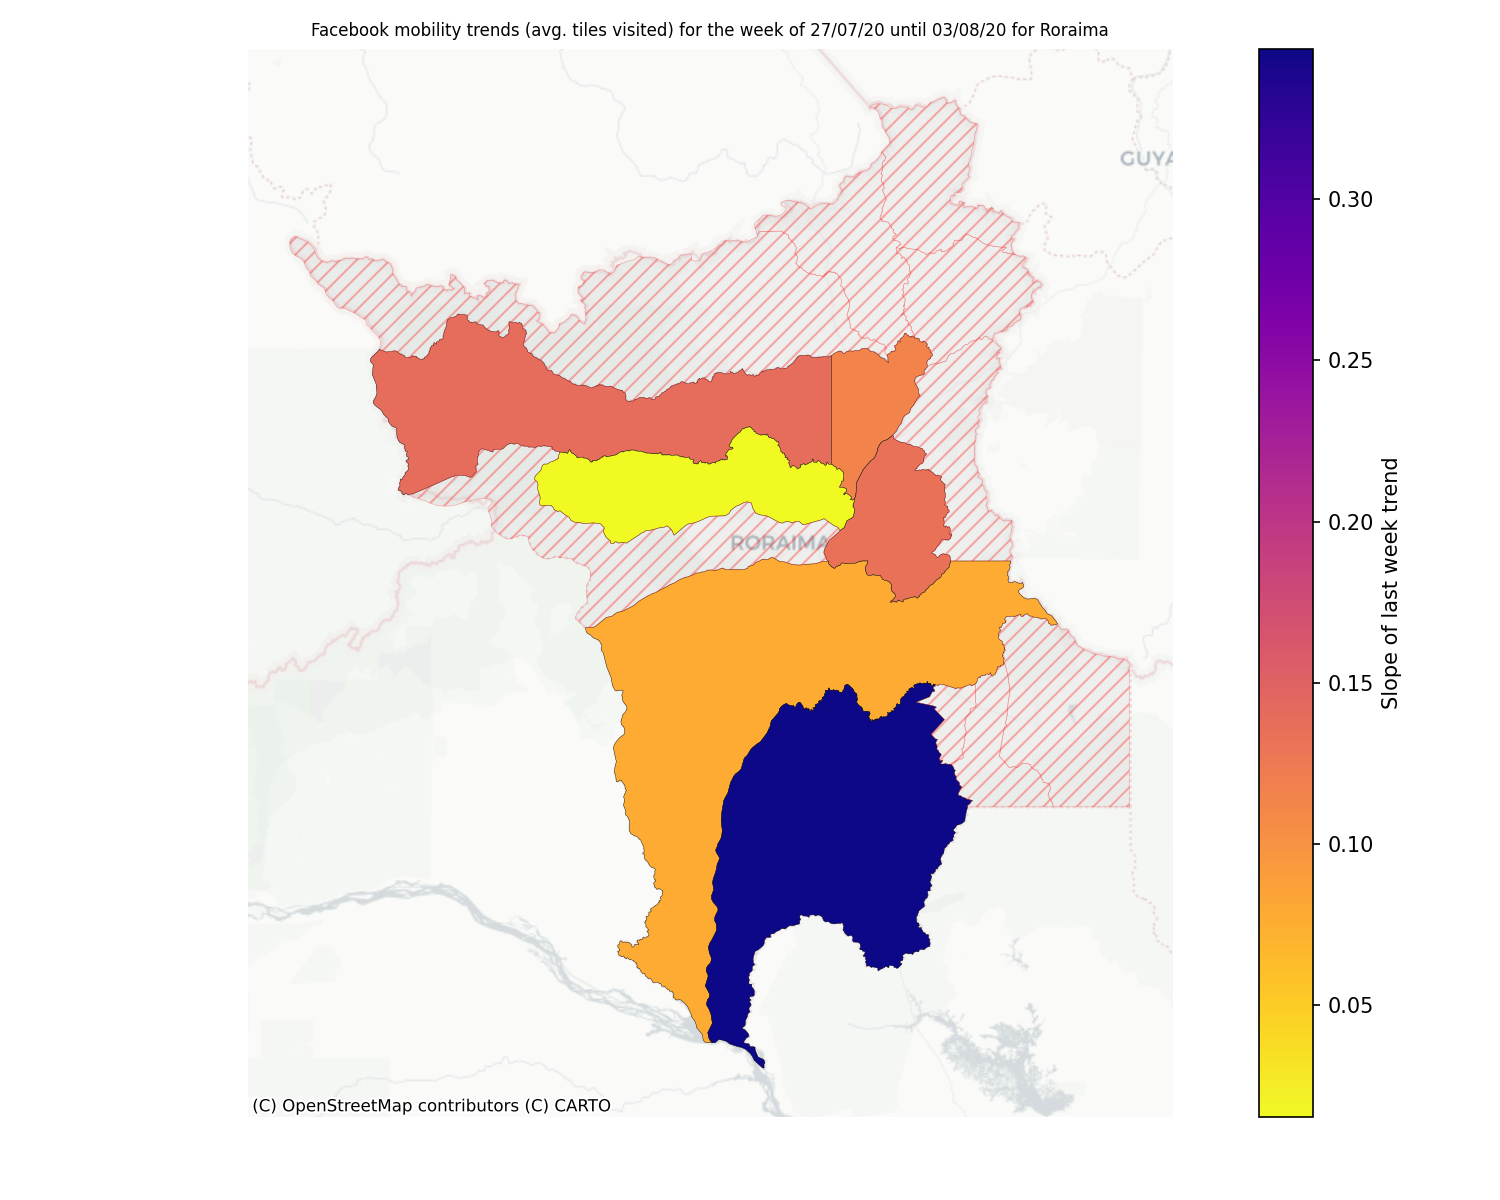 Facebook mobility trends (avg. tiles visited) for the week of 27/07/20 until 03/08/20 for Roraima
GUYA
0.30
0.25
0.20
0.15
0.10
0.05
Slope of last week trend
RORAIMA
(C) OpenStreetMap contributors (C) CARTO